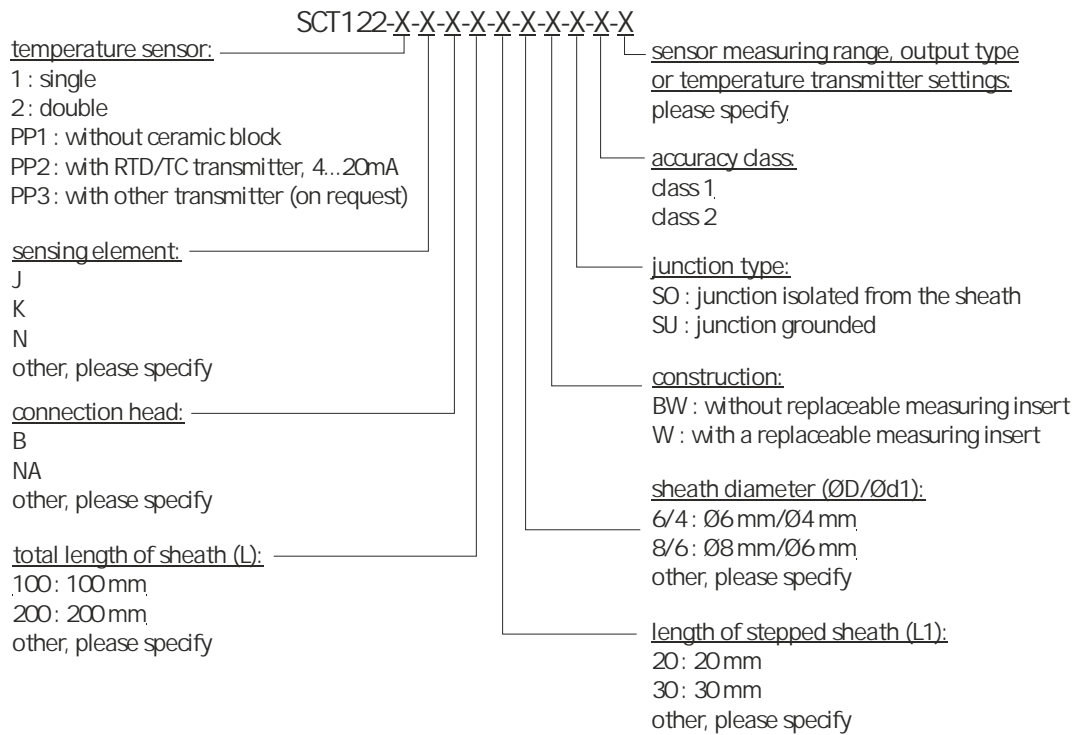 SCT122-X-X-X-X-X-X-X-X-X-X
temperature sensor:
1 : single
2 : double
PP1 : without ceramic block
PP2 : with RTD/TC transmitter, 4...20mA
PP3 : with other transmitter (on request)
sensing element:
J
K
N
other, please specify
connection head:
B
NA
other, please specify
total length of sheath (L):
100 : 100 mm
200 : 200 mm
other, please specify
sensor measuring range, output type
or temperature transmitter settings:
please specify
accuracy class:
class 1
class 2
junction type:
SO : junction isolated from the sheath
SU : junction grounded
construction:
BW : without replaceable measuring insert
W : with a replaceable measuring insert
sheath diameter (ØD/Ød1):
6/4 : Ø6 mm/Ø4 mm
8/6 : Ø8 mm/Ø6 mm
other, please specify
length of stepped sheath (L1):
20 : 20 mm
30 : 30 mm
other, please specify